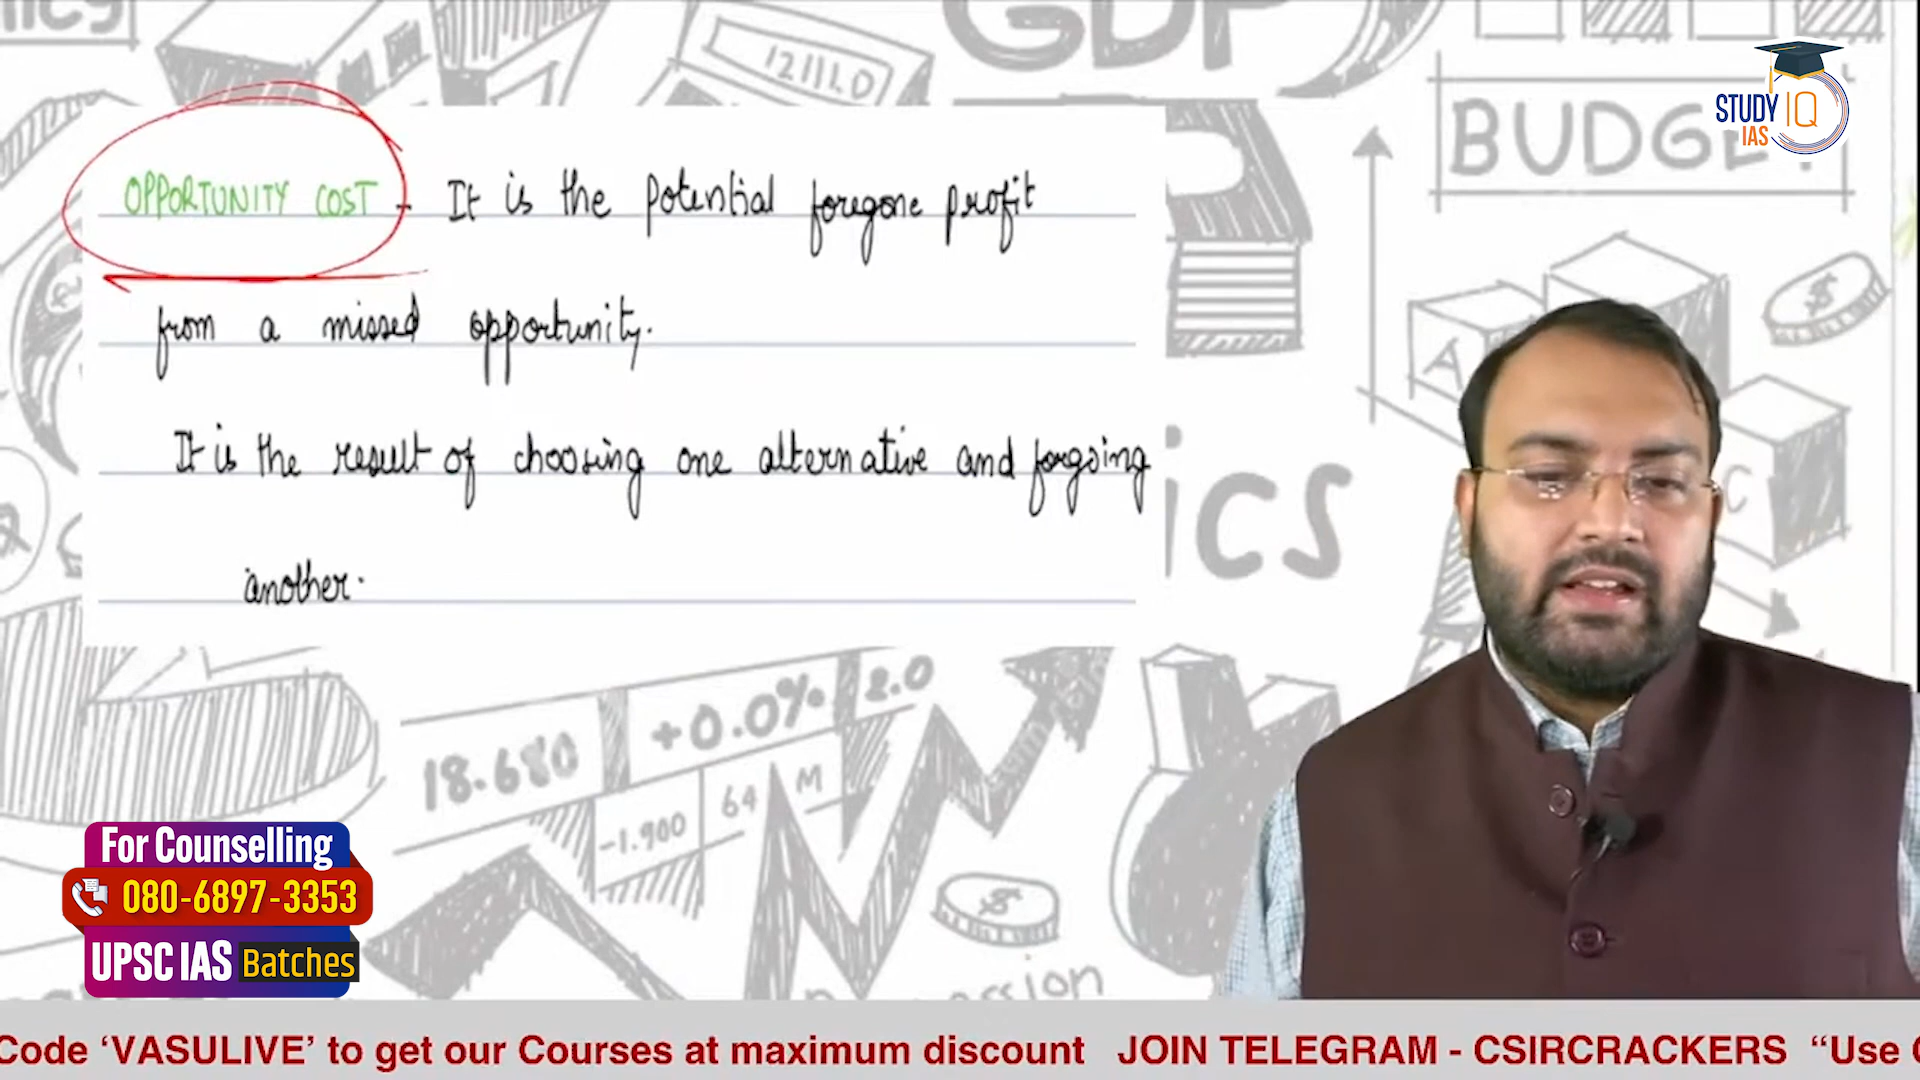 GDP
12111.0
BUDGE
STUDY IQ
IAS
OPPORTUNITY COST - It is the potential foregone profit
from a missed opportunity.
It is the result of choosing one alternative and forgoing
another.
A
C
ICS
18.680
+0.0%
2.0
-1.900
64
M
For Counselling
080-6897-3353
UPSC IAS Batches
Code ‘VASULIVE’ to get our Courses at maximum discount JOIN TELEGRAM - CSIRCRACKERS “Use